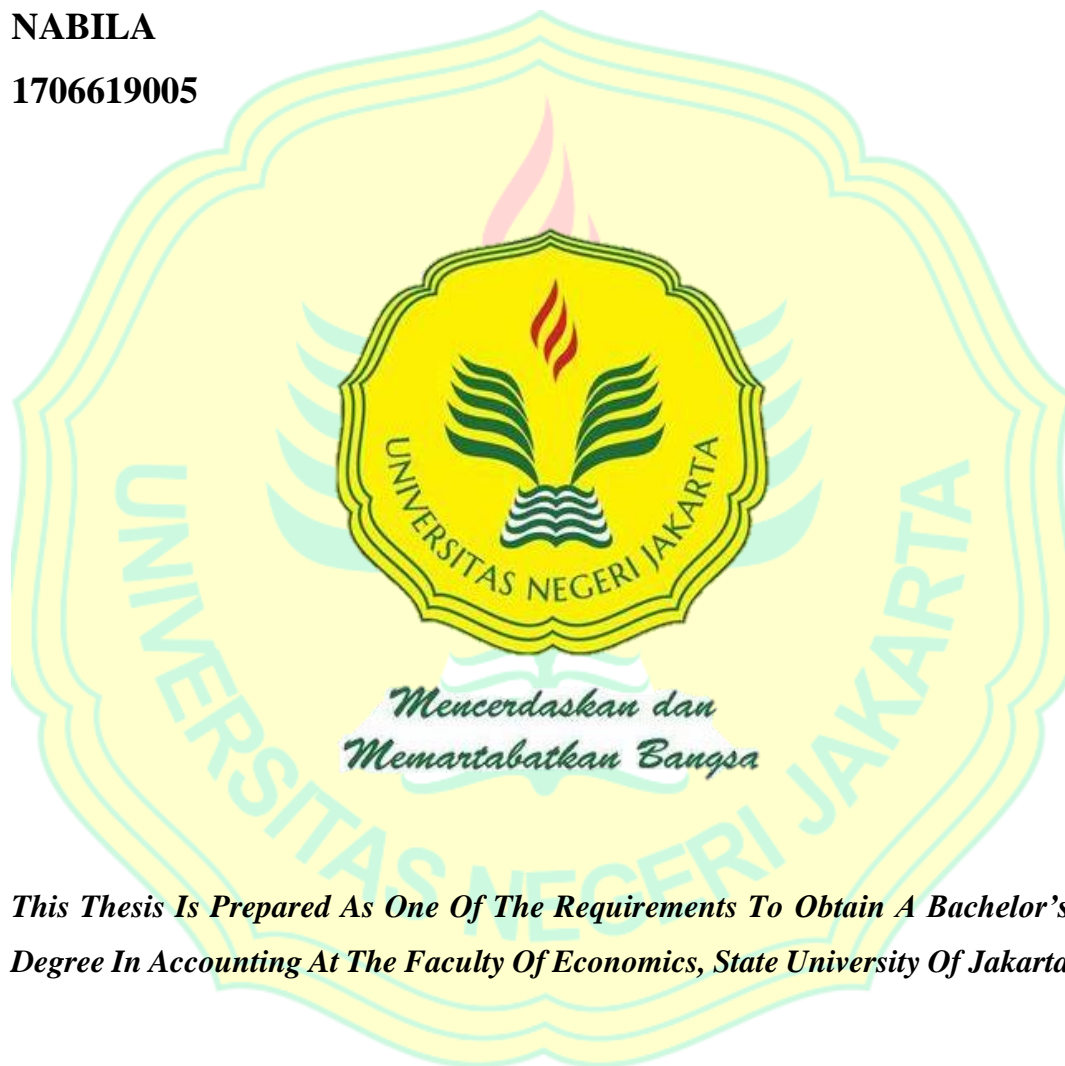 NABILA
1706619005
UNIVERSITAS NEGERI JAKARTA
UNIVERSITAS NEGERI JAKARTA
Mencerdaskan dan
Memartabatkan Bangsa
This Thesis Is Prepared As One Of The Requirements To Obtain A Bachelor’s
Degree In Accounting At The Faculty Of Economics, State University Of Jakarta